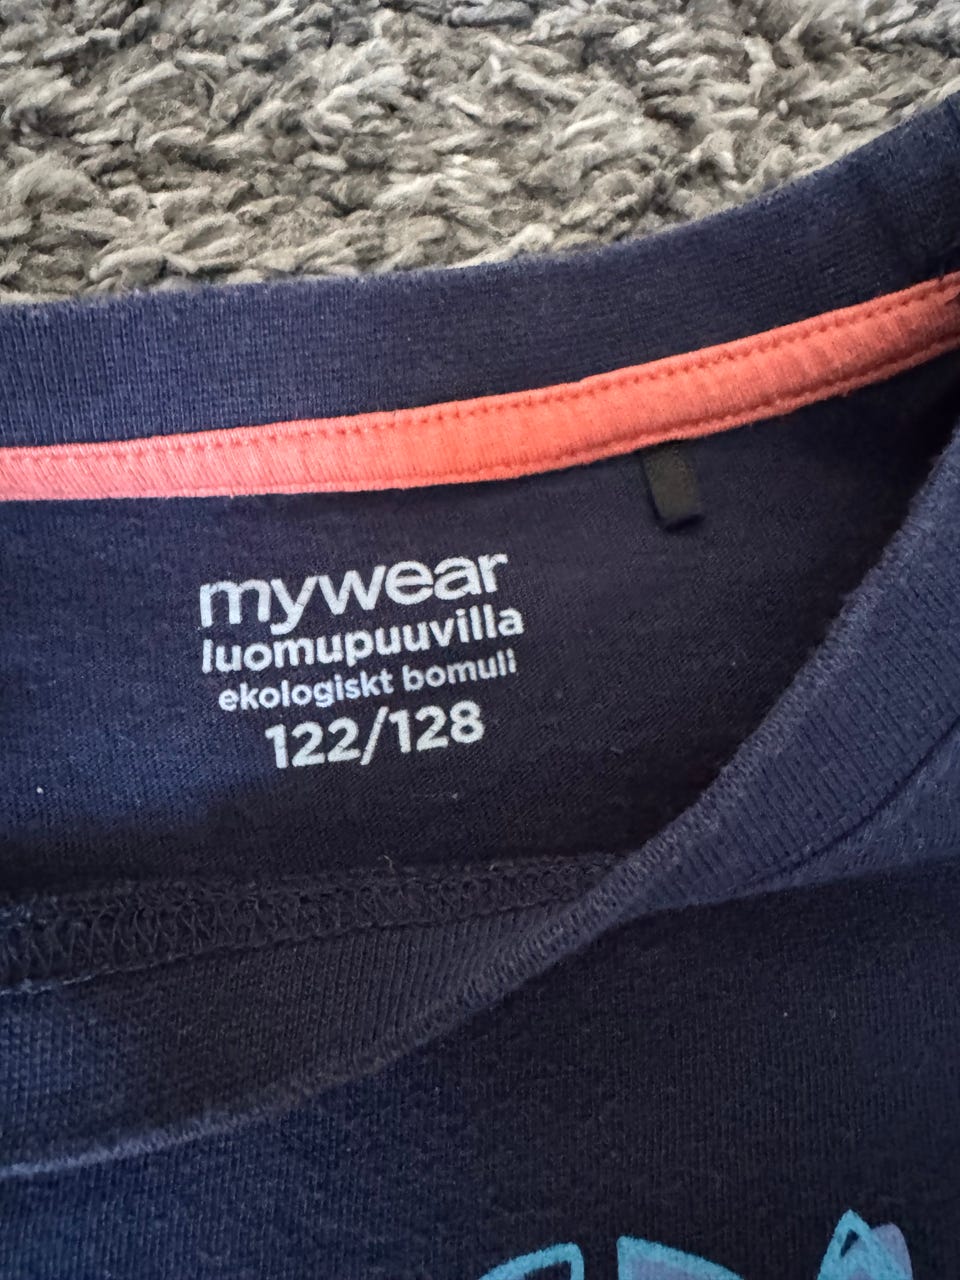 mywear
luomupuuvilla
ekologiskt bomull
122/128